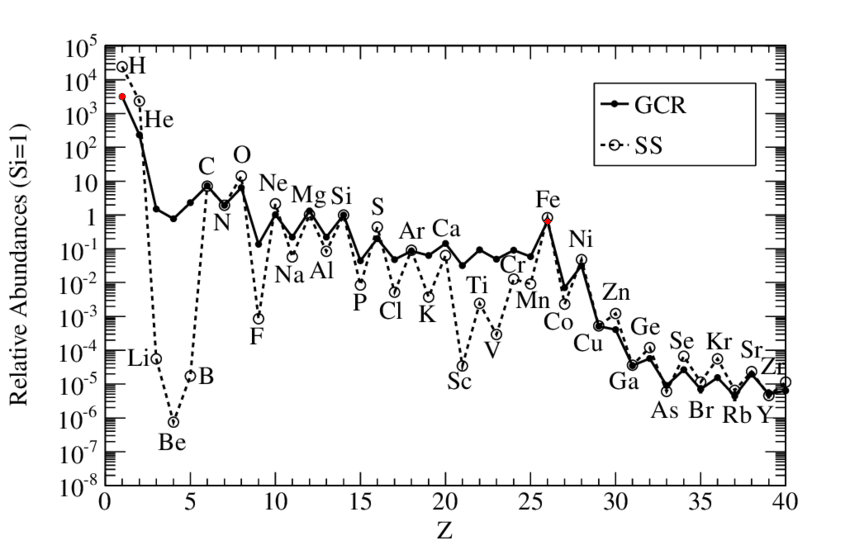 10^5
10^4
10^3
10^2
10
1
10^-1
10^-2
10^-3
10^-4
10^-5
10^-6
10^-7
10^-8
Relative Abundances (Si=1)
GCR
SS
H
He
Li
Be
B
C
N
O
F
Ne
Na
Mg
Al
Si
P
S
Cl
Ar
K
Ca
Sc
Ti
V
Cr
Mn
Fe
Co
Ni
Cu
Zn
Ga
Ge
As
Se
Br
Kr
Rb
Sr
Y
Zr
0 5 10 15 20 25 30 35 40
Z